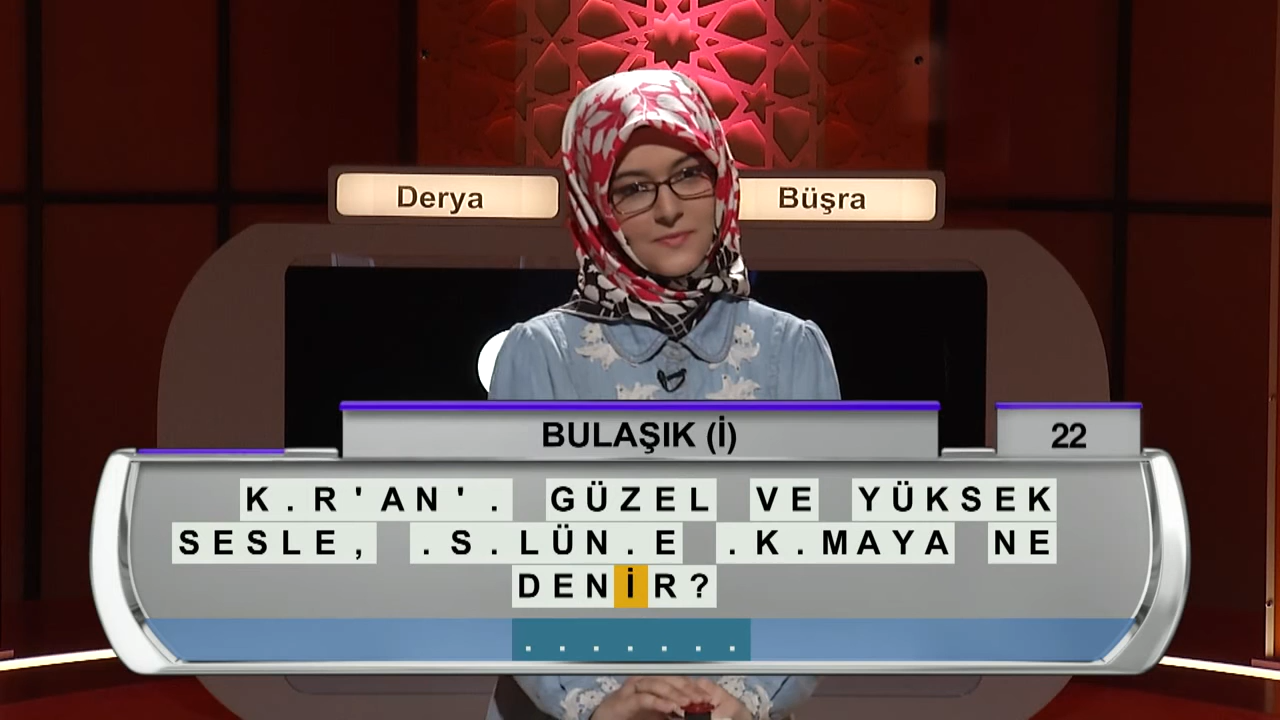 Derya
Büşra
BULAŞIK (İ)
22
K.R'AN'. GÜZEL VE YÜKSEK
SESLE, .S.LÜN.E .K.MAYA NE
DENİR?
.......